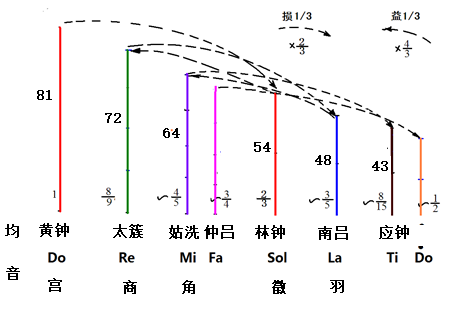 损1/3 益1/3
×2/3 ×4/3
81 72 64 54 48 43
1 8/9 ~4/5 ~3/4 2/3 ~3/5 ~8/15 ~1/2
均 黄钟 太簇 姑洗 仲吕 林钟 南吕 应钟
音 Do Re Mi Fa Sol La Ti Do
宫 商 角 徵 羽